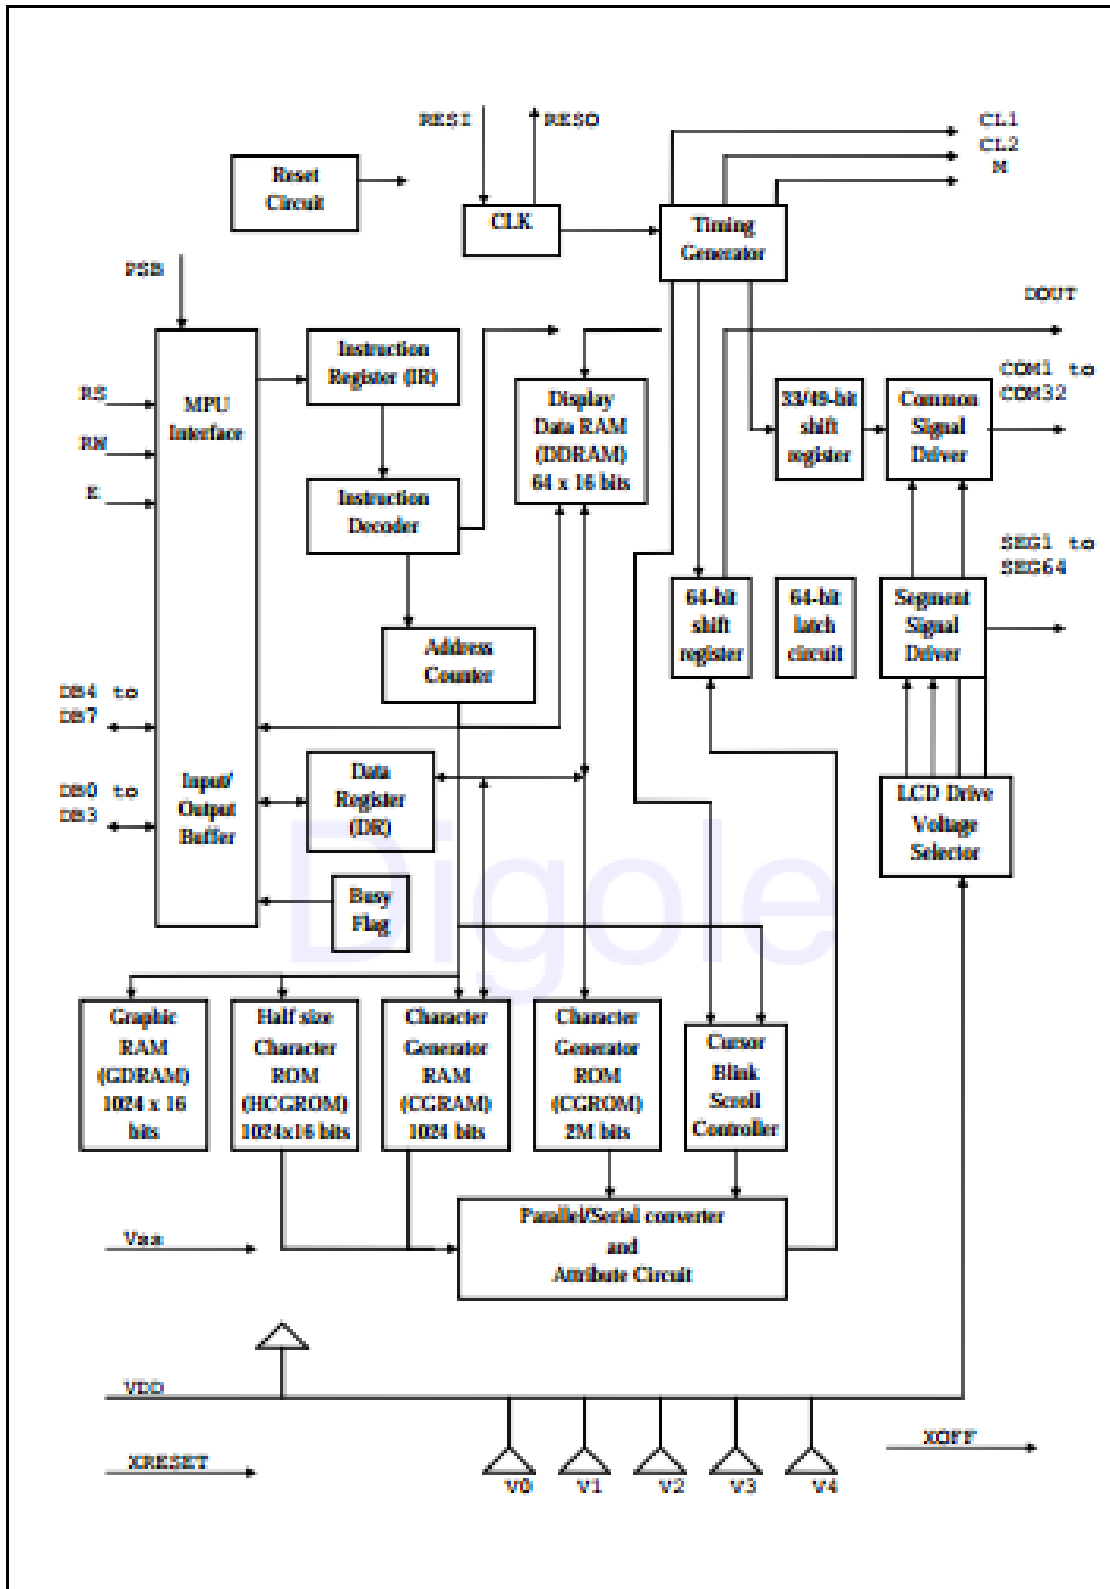 RESI
RESO
CL1
CL2
M
Reset
Circuit
CLK
Timing
Generator
PSB
DOUT
Instruction
Register (IR)
COM1 to
COM32
RS
MPU
Interface
Display
Data RAM
(DDRAM)
64 x 16 bits
33/49-bit
shift
register
Common
Signal
Driver
RW
E
Instruction
Decoder
SEG1 to
SEG64
64-bit
shift
register
64-bit
latch
circuit
Segment
Signal
Driver
Address
Counter
DB4 to
DB7
Input/
Output
Buffer
Data
Register
(DR)
DB0 to
DB3
LCD Drive
Voltage
Selector
Busy
Flag
Digole
Graphic
RAM
(GDRAM)
1024 x 16
bits
Half size
Character
ROM
(HCGROM)
1024x16 bits
Character
Generator
RAM
(CGRAM)
1024 bits
Character
Generator
ROM
(CGROM)
2M bits
Cursor
Blink
Scroll
Controller
Parallel/Serial converter
and
Attribute Circuit
Vss
VDD
XRESET
XOFF
V0
V1
V2
V3
V4